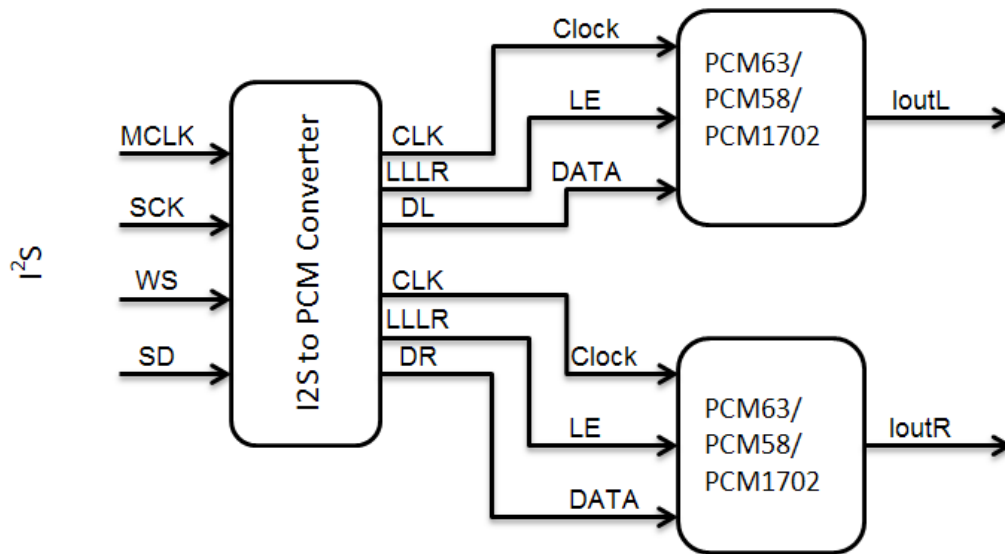 I²S
MCLK
SCK
WS
SD
I2S to PCM Converter
CLK
LLLR
DL
CLK
LLLR
DR
Clock
LE
DATA
PCM63/
PCM58/
PCM1702
IoutL
Clock
LE
DATA
PCM63/
PCM58/
PCM1702
IoutR